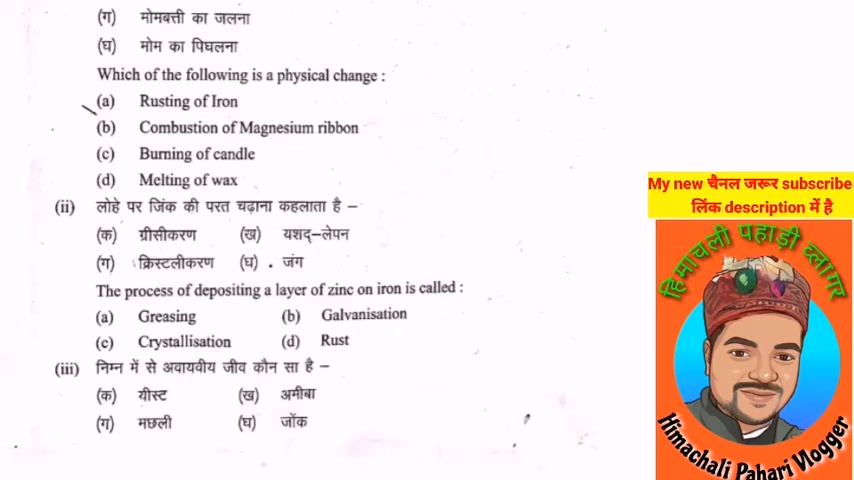 (ग) मोमबत्ती का जलना
(घ) मोम का पिघलना
Which of the following is a physical change :
(a) Rusting of Iron
(b) Combustion of Magnesium ribbon
(c) Burning of candle
(d) Melting of wax
(ii) लोहे पर जिंक की परत चढ़ाना कहलाता है –
(क) ग्रीसीकरण (ख) यशद्-लेपन
(ग) क्रिस्टलीकरण (घ) जंग
The process of depositing a layer of zinc on iron is called :
(a) Greasing (b) Galvanisation
(c) Crystallisation (d) Rust
(iii) निम्न में से अवायवीय जीव कौन सा है –
(क) यीस्ट (ख) अमीबा
(ग) मछली (घ) जोंक
My new चैनल जरूर subscribe
लिंक description में है
हिमाचली पहाड़ी व्लागर
Himachali Pahari Vlogger